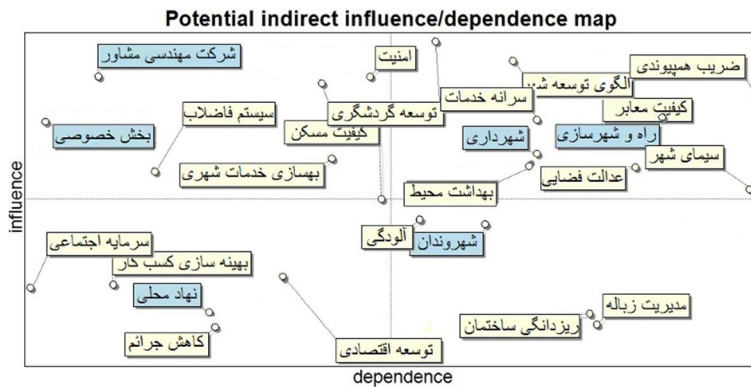 Potential indirect influence/dependence map
شرکت مهندسی مشاور
امنیت
ضریب همپیوندی
الگوی توسعه شهر
سرانه خدمات
کیفیت معابر
توسعه گردشگری
سیستم فاضلاب
بخش خصوصی
کیفیت مسکن
شهرداری
راه و شهرسازی
سیمای شهر
بهسازی خدمات شهری
عدالت فضایی
بهداشت محیط
influence
آلودگی
شهروندان
سرمایه اجتماعی
بهینه سازی کسب کار
نهاد محلی
مدیریت زباله
ریزدانگی ساختمان
کاهش جرائم
توسعه اقتصادی
dependence